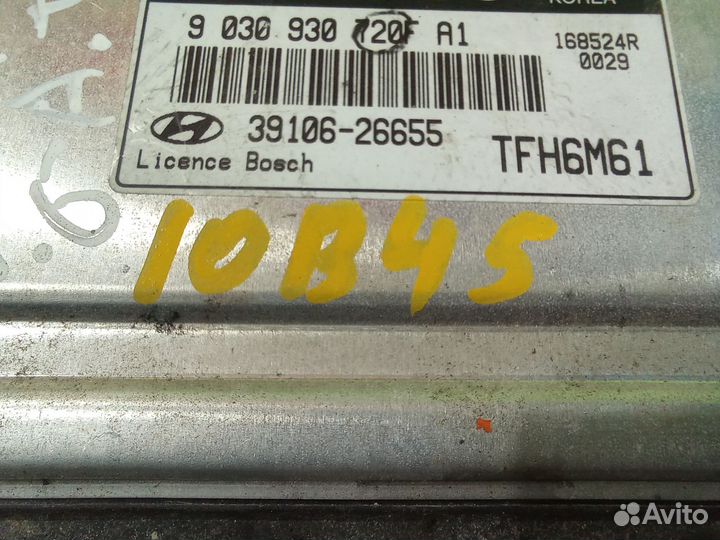 KOREA
9 030 930 720F A1
168524R
0029
39106-26655
TFH6M61
Licence Bosch
10B45
Avito